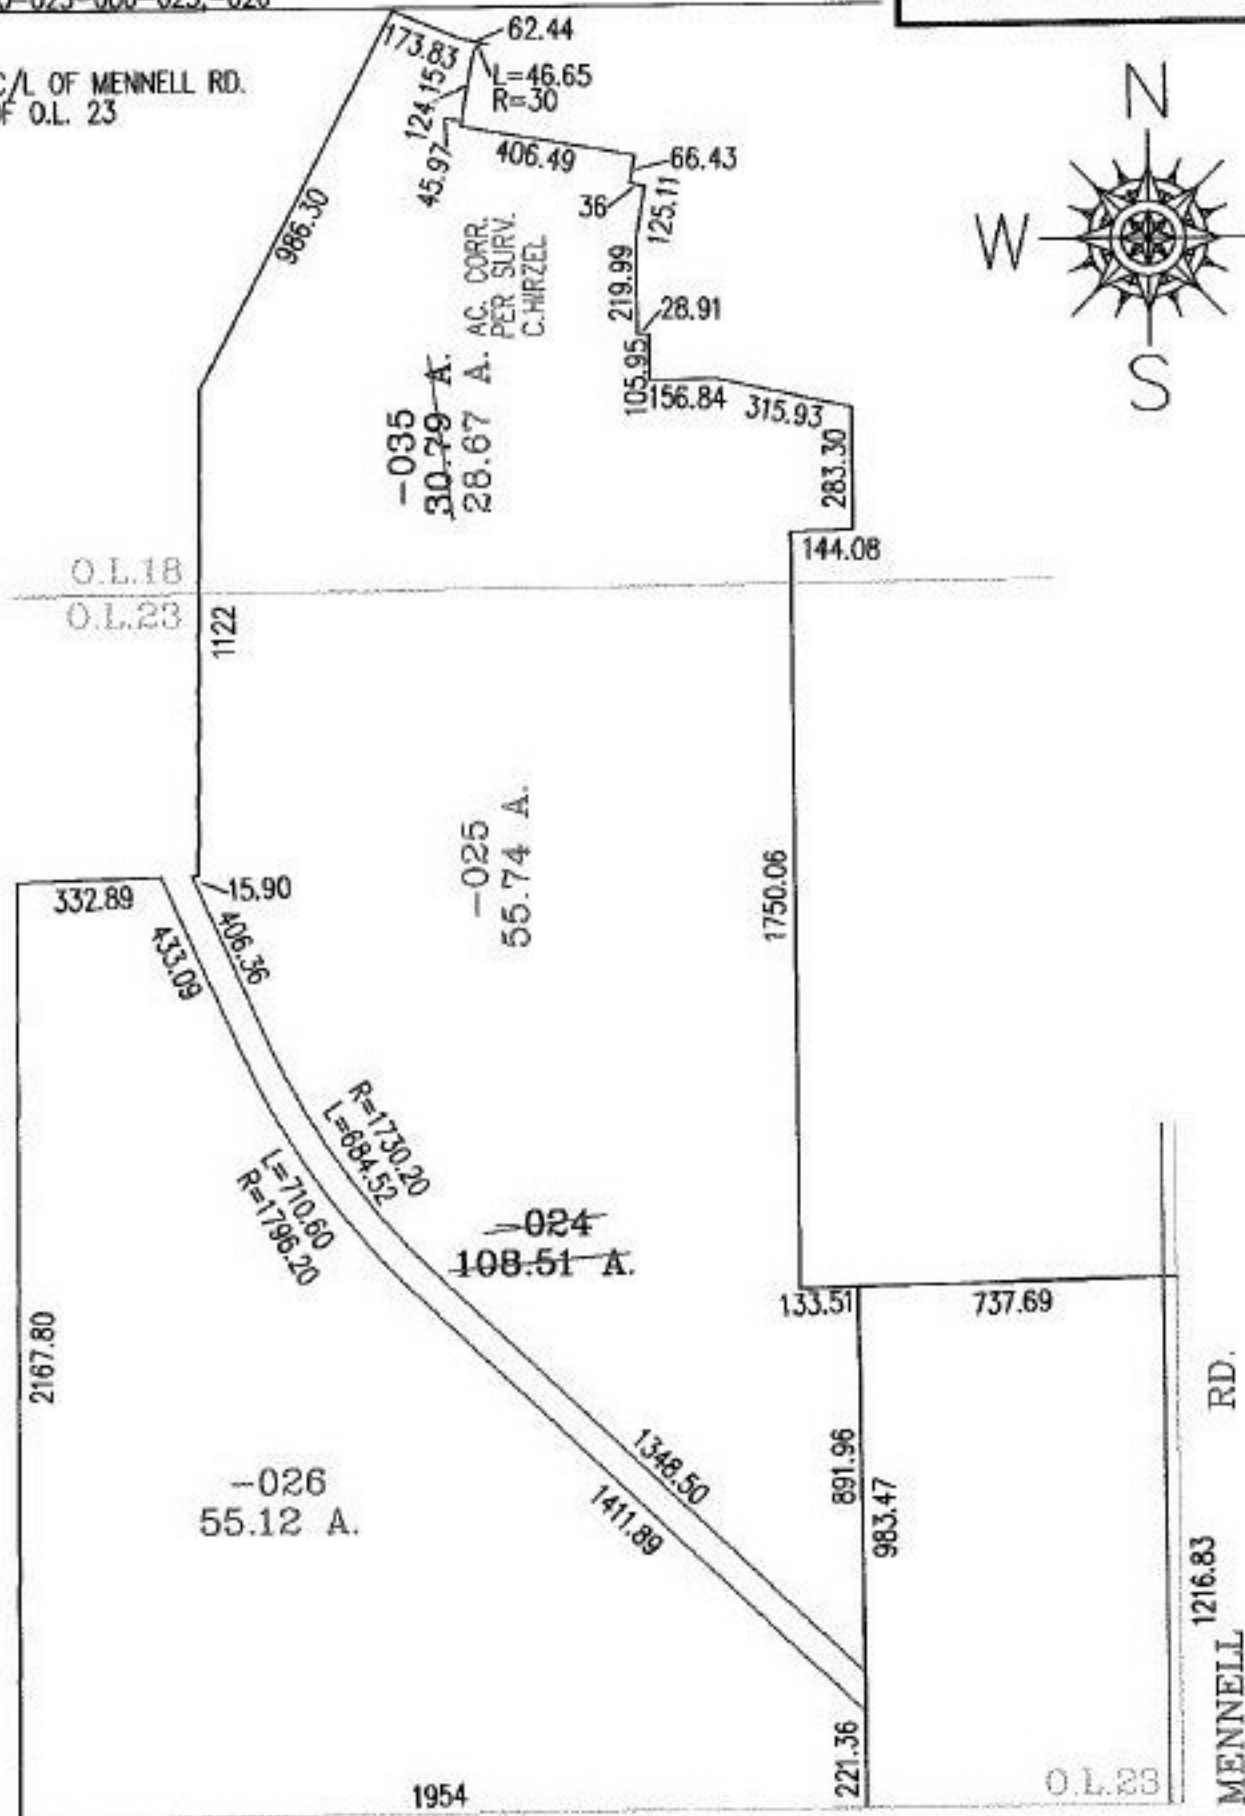 62.44
173.83
L=46.65
R=30
C/L OF MENNELL RD.
OF O.L. 23
N
W
S
124.15
45.97
406.49
66.43
36
125.11
986.30
219.99
28.91
105.95
156.84
315.93
283.30
144.08
-035
30.79 A.
28.67 A.
AC. CORR.
PER SURV.
C.HIRZEL
O.L.18
O.L.23
1122
-025
55.74 A.
1750.06
332.89
15.90
433.09
406.36
R=1730.20
L=684.52
L=710.60
R=1796.20
-024
108.51 A.
133.51
737.69
2167.80
RD.
891.96
983.47
1348.50
1411.89
-026
55.12 A.
1216.83
MENNELL
221.36
O.L.23
1954